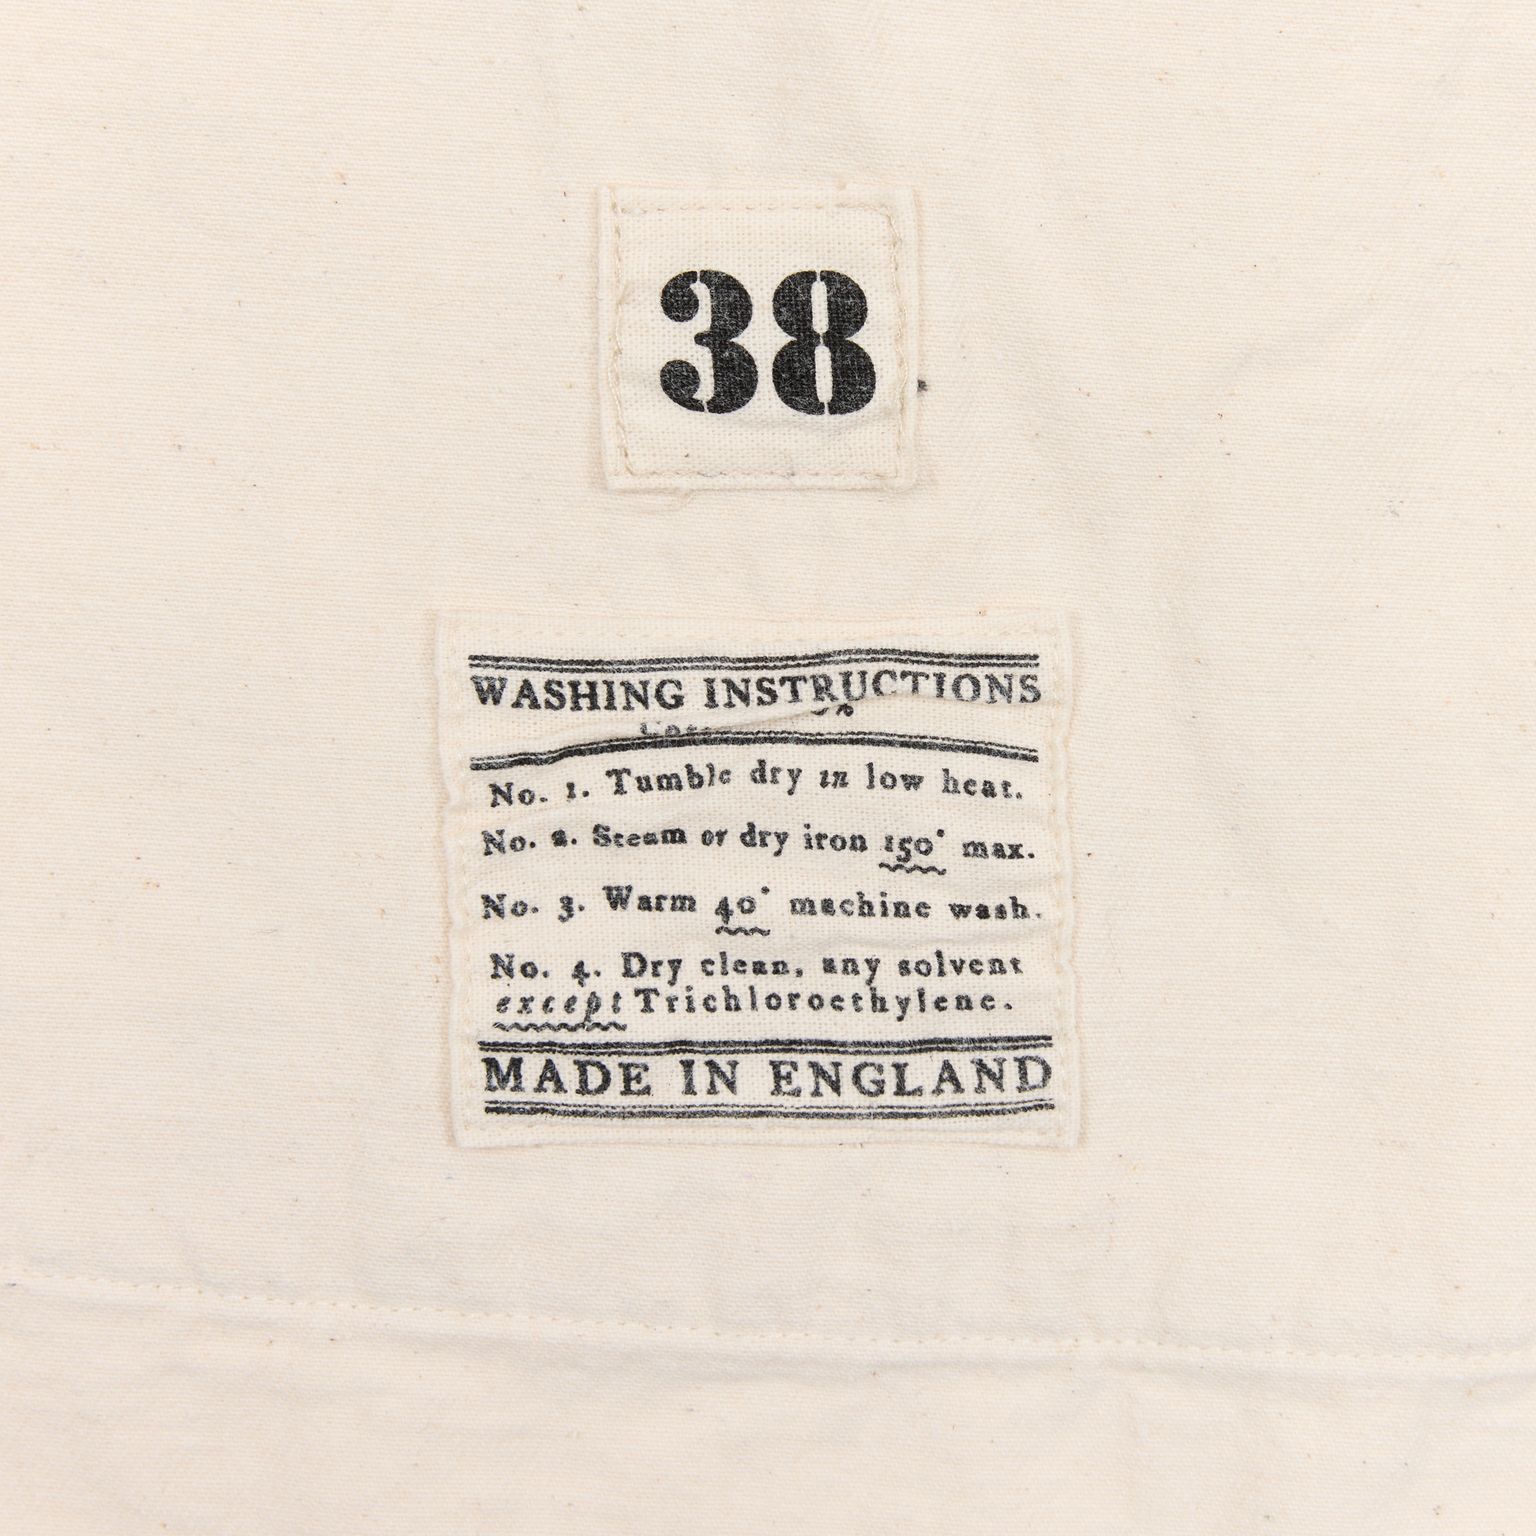 38
WASHING INSTRUCTIONS
No. 1. Tumble dry in low heat.
No. 2. Steam or dry iron 150° max.
No. 3. Warm 40° machine wash.
No. 4. Dry clean, any solvent
except Trichloroethylene.
MADE IN ENGLAND